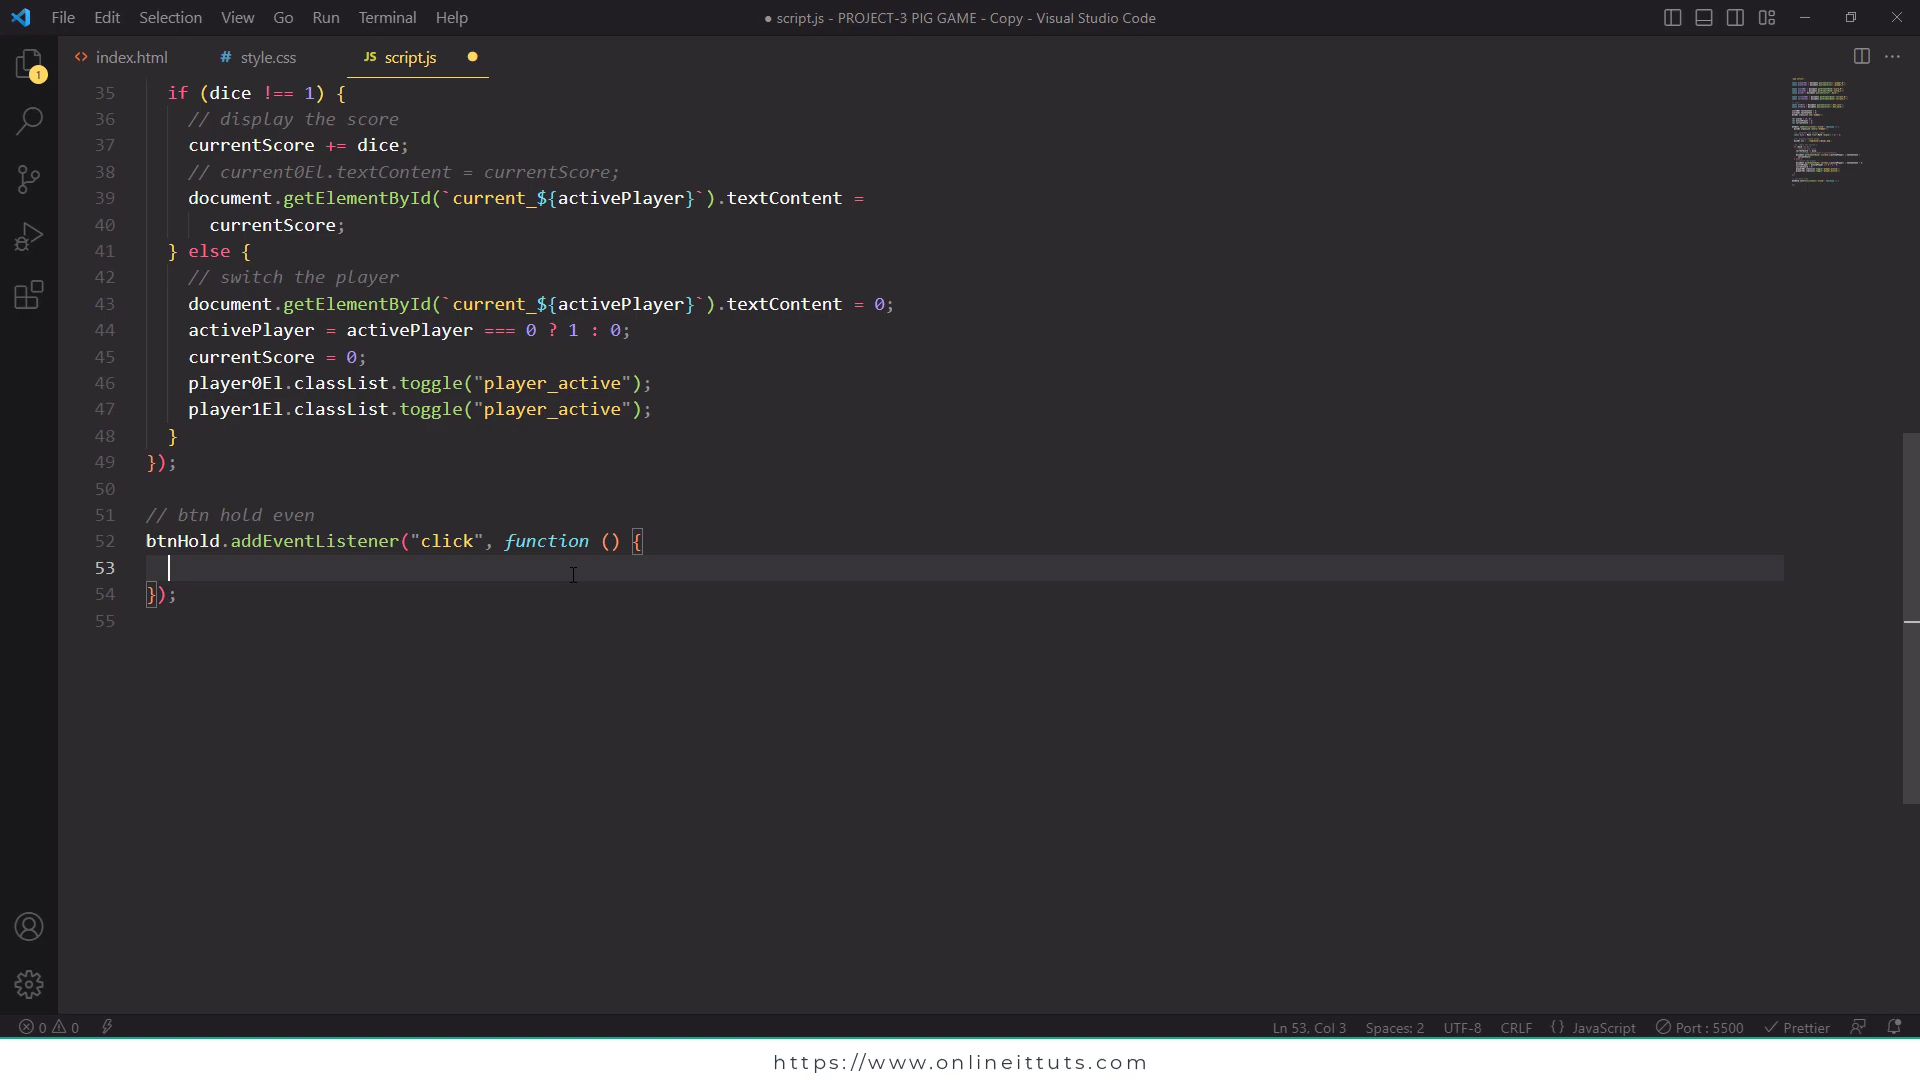 File Edit Selection View Go Run Terminal Help
● script.js - PROJECT-3 PIG GAME - Copy - Visual Studio Code
index.html
# style.css
JS script.js
1
35 if (dice !== 1) {
36 // display the score
37 currentScore += dice;
38 // current0El.textContent = currentScore;
39 document.getElementById(`current_${activePlayer}`).textContent =
40 currentScore;
41 } else {
42 // switch the player
43 document.getElementById(`current_${activePlayer}`).textContent = 0;
44 activePlayer = activePlayer === 0 ? 1 : 0;
45 currentScore = 0;
46 player0El.classList.toggle("player_active");
47 player1El.classList.toggle("player_active");
48 }
49 });
50
51 // btn hold even
52 btnHold.addEventListener("click", function () {
53
54 });
55
0 0
Ln 53, Col 3 Spaces: 2 UTF-8 CRLF {} JavaScript Port : 5500 Prettier
https://www.onlineittuts.com